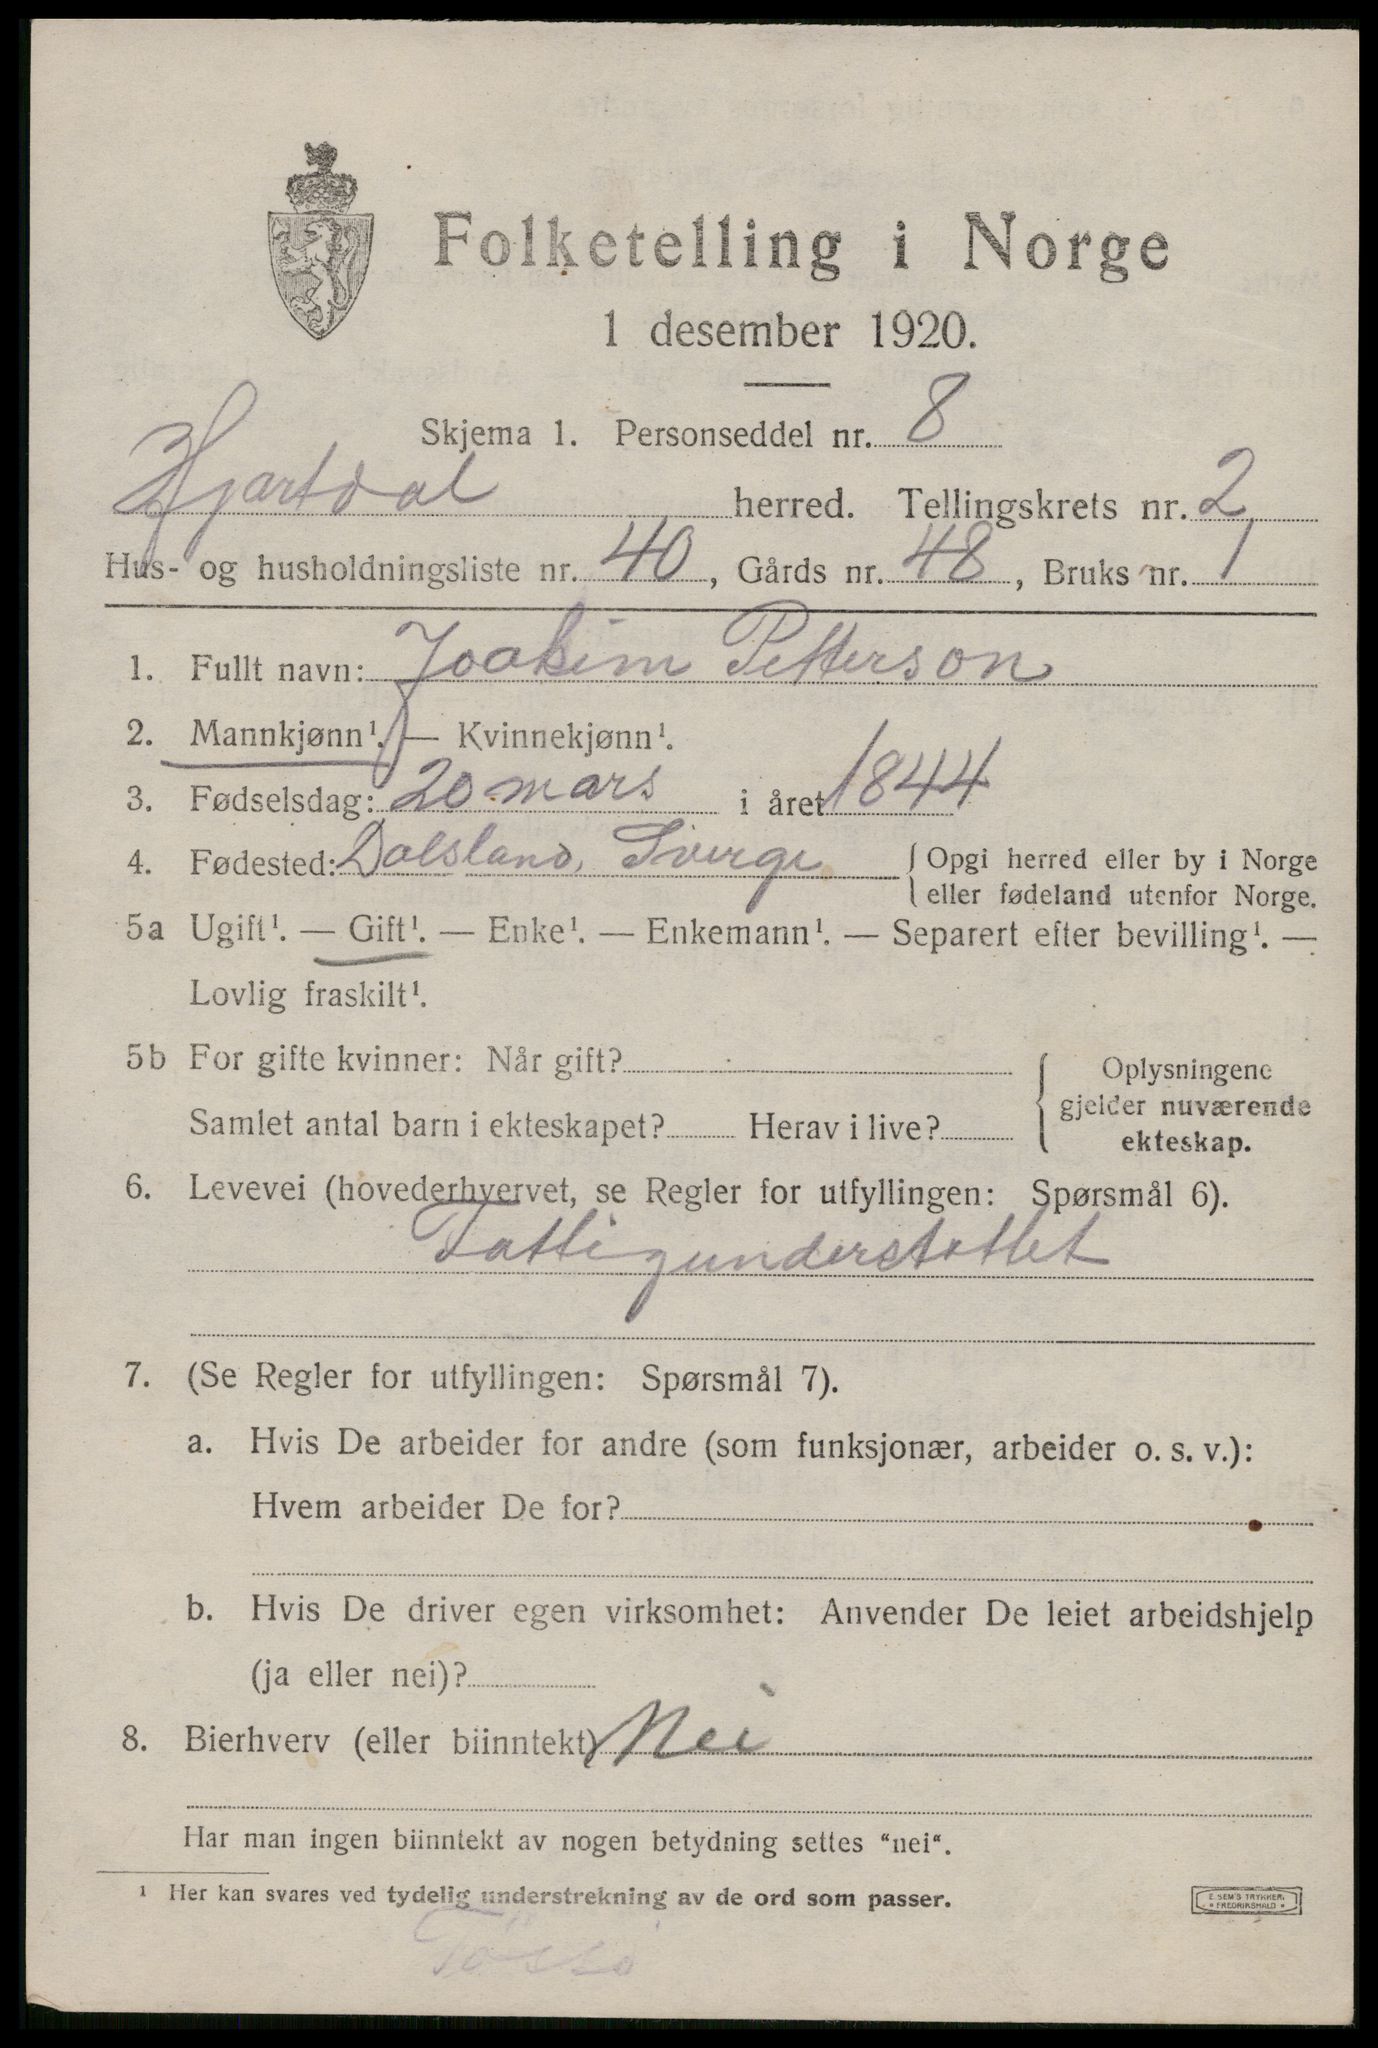 Folketelling i Norge
1 desember 1920.
Skjema 1. Personseddel nr. 8
Hjartdal herred. Tellingskrets nr. 2
Hus- og husholdningsliste nr. 40, Gårds nr. 48, Bruks nr. 1
1. Fullt navn: Joakim Petterson
2. Mannkjønn¹. — Kvinnekjønn¹.
3. Fødselsdag: 20 mars i året 1844
4. Fødested: Dalsland, Sverge { Opgi herred eller by i Norge
eller fødeland utenfor Norge.
5a Ugift¹. — Gift¹. — Enke¹. — Enkemann¹. — Separert efter bevilling¹. —
Lovlig fraskilt¹.
5b For gifte kvinner: Når gift?
Samlet antal barn i ekteskapet? Herav i live?
Oplysningene
gjelder nuværende
ekteskap.
6. Levevei (hovederhvervet, se Regler for utfyllingen: Spørsmål 6).
Fattigunderstøttet
7. (Se Regler for utfyllingen: Spørsmål 7).
a. Hvis De arbeider for andre (som funksjonær, arbeider o. s. v.):
Hvem arbeider De for?
b. Hvis De driver egen virksomhet: Anvender De leiet arbeidshjelp
(ja eller nei)?
8. Bierhverv (eller biinntekt) Nei
Har man ingen biinntekt av nogen betydning settes "nei".
¹ Her kan svares ved tydelig understrekning av de ord som passer.
E. SEM'S TRYKKERI
FREDRIKSHALD